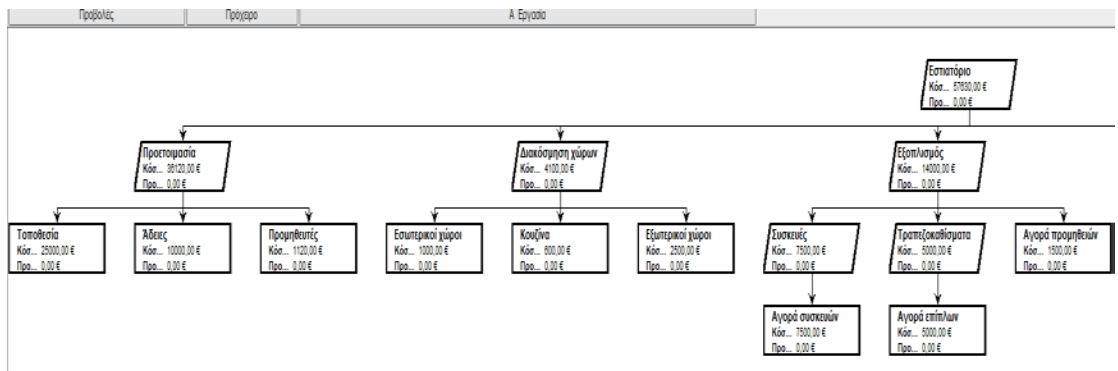 Προβολές Πρόχειρο Α Εργασία
Εστιατόριο
Κόσ... 57630,00 €
Προ... 0,00 €
Προετοιμασία
Κόσ... 36120,00 €
Προ... 0,00 €
Διακόσμηση χώρων
Κόσ... 4100,00 €
Προ... 0,00 €
Εξοπλισμός
Κόσ... 14000,00 €
Προ... 0,00 €
Τοποθεσία
Κόσ... 25000,00 €
Προ... 0,00 €
Άδειες
Κόσ... 10000,00 €
Προ... 0,00 €
Προμηθευτές
Κόσ... 1120,00 €
Προ... 0,00 €
Εσωτερικοί χώροι
Κόσ... 1000,00 €
Προ... 0,00 €
Κουζίνα
Κόσ... 600,00 €
Προ... 0,00 €
Εξωτερικοί χώροι
Κόσ... 2500,00 €
Προ... 0,00 €
Συσκευές
Κόσ... 7500,00 €
Προ... 0,00 €
Τραπεζοκαθίσματα
Κόσ... 5000,00 €
Προ... 0,00 €
Αγορά προμηθειών
Κόσ... 1500,00 €
Προ... 0,00 €
Αγορά συσκευών
Κόσ... 7500,00 €
Προ... 0,00 €
Αγορά επίπλων
Κόσ... 5000,00 €
Προ... 0,00 €